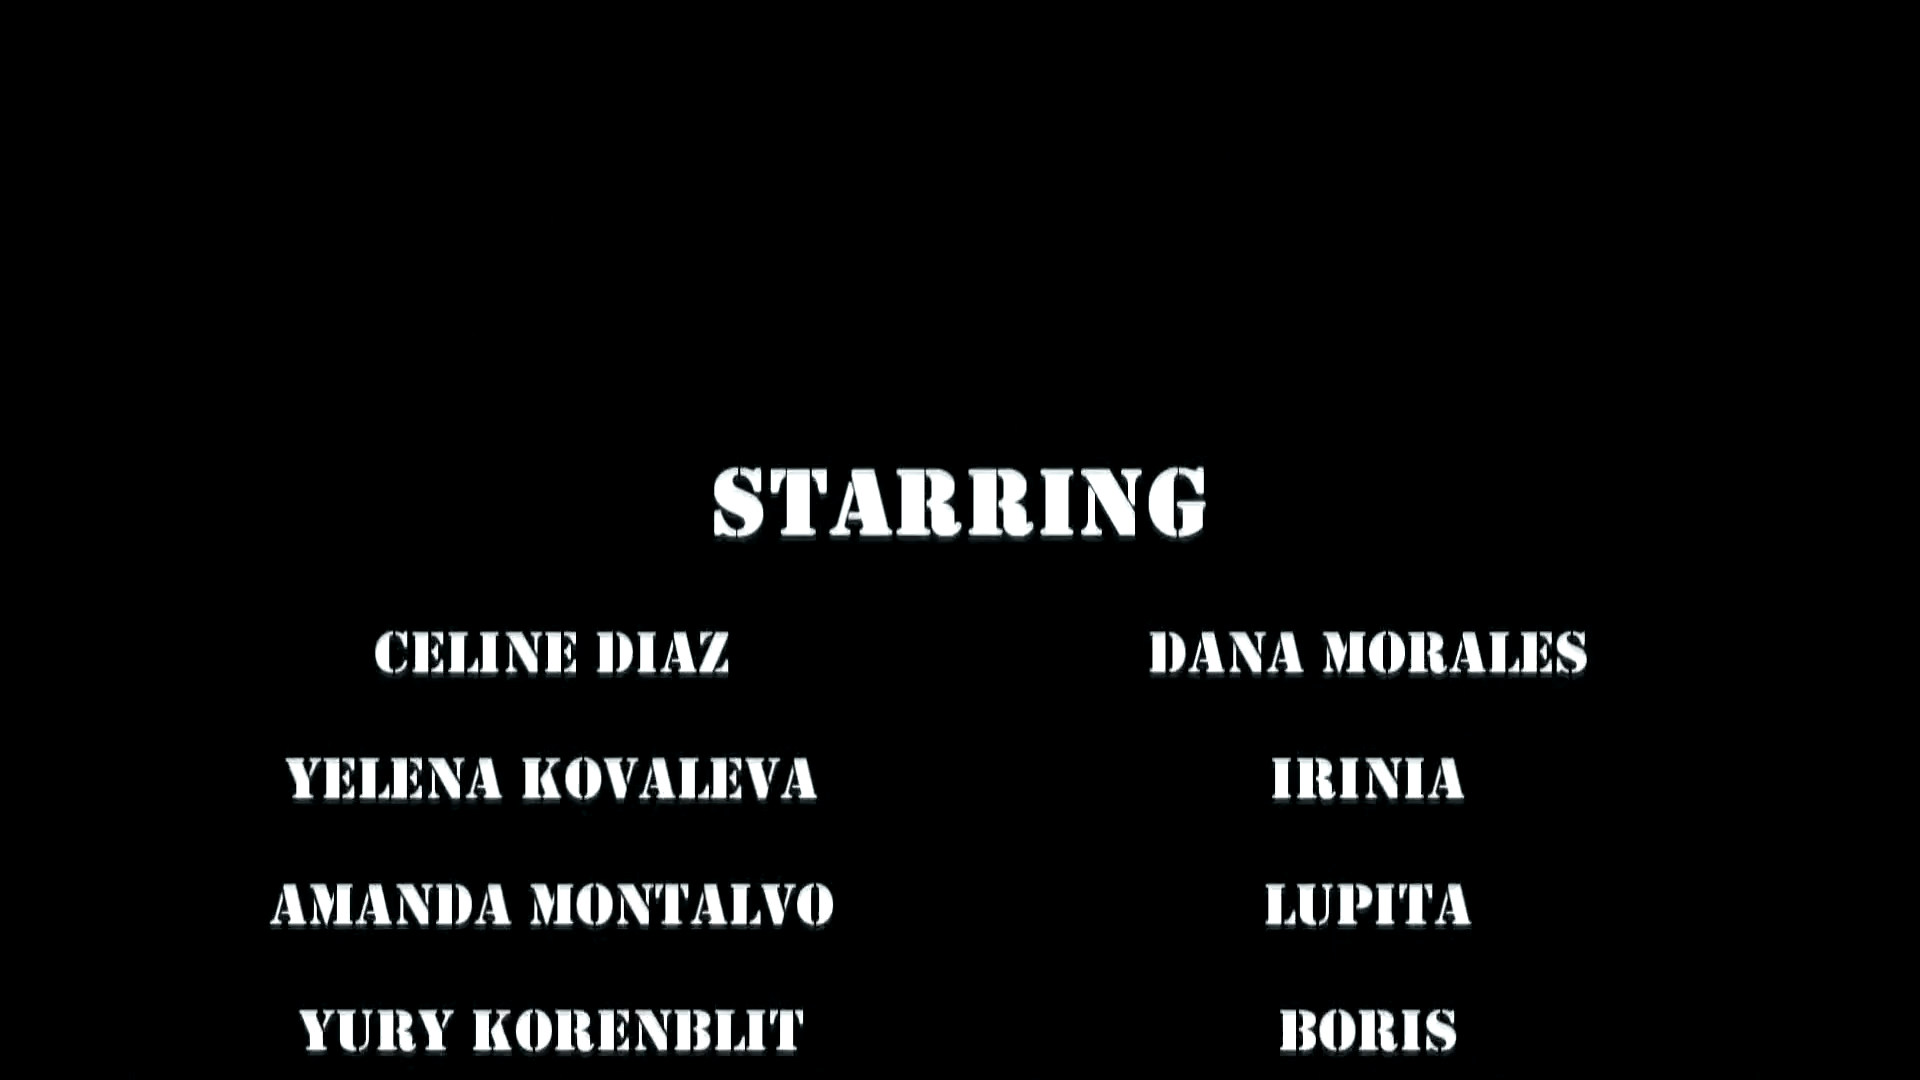 STARRING
CELINE DIAZ DANA MORALES
YELENA KOVALEVA IRINIA
AMANDA MONTALVO LUPITA
YURY KORENBLIT BORIS